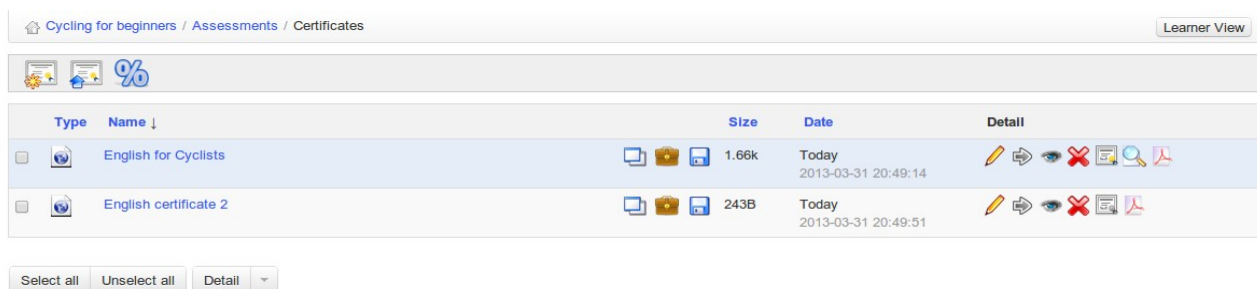 Cycling for beginners / Assessments / Certificates Learner View
%
Type Name ↓ Size Date Detail
English for Cyclists 1.66k Today
2013-03-31 20:49:14
English certificate 2 243B Today
2013-03-31 20:49:51
Select all Unselect all Detail